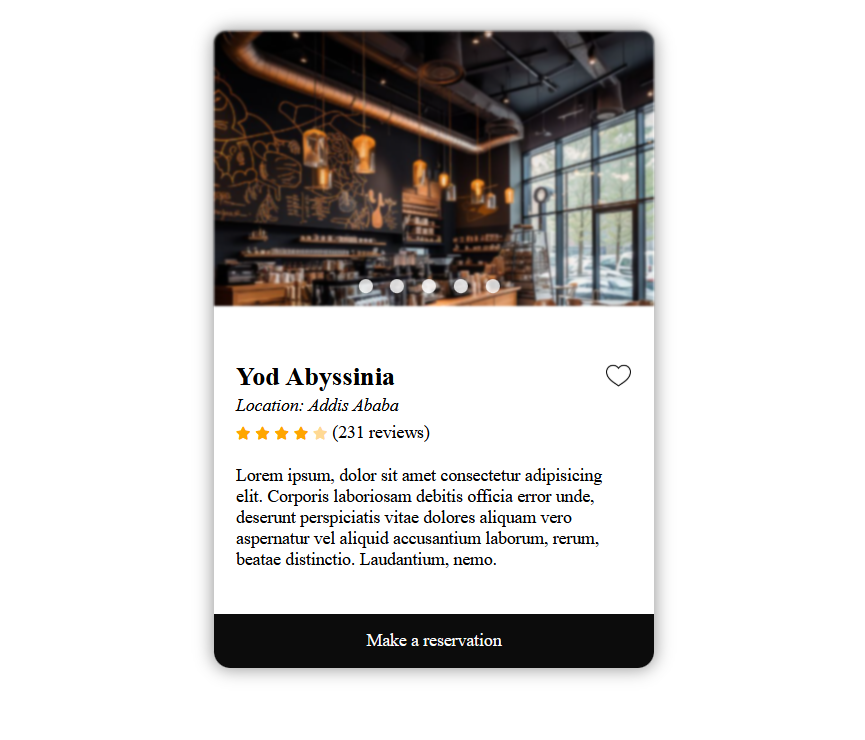 Yod Abyssinia
Location: Addis Ababa
(231 reviews)
Lorem ipsum, dolor sit amet consectetur adipisicing
elit. Corporis laboriosam debitis officia error unde,
deserunt perspiciatis vitae dolores aliquam vero
aspernatur vel aliquid accusantium laborum, rerum,
beatae distinctio. Laudantium, nemo.
Make a reservation